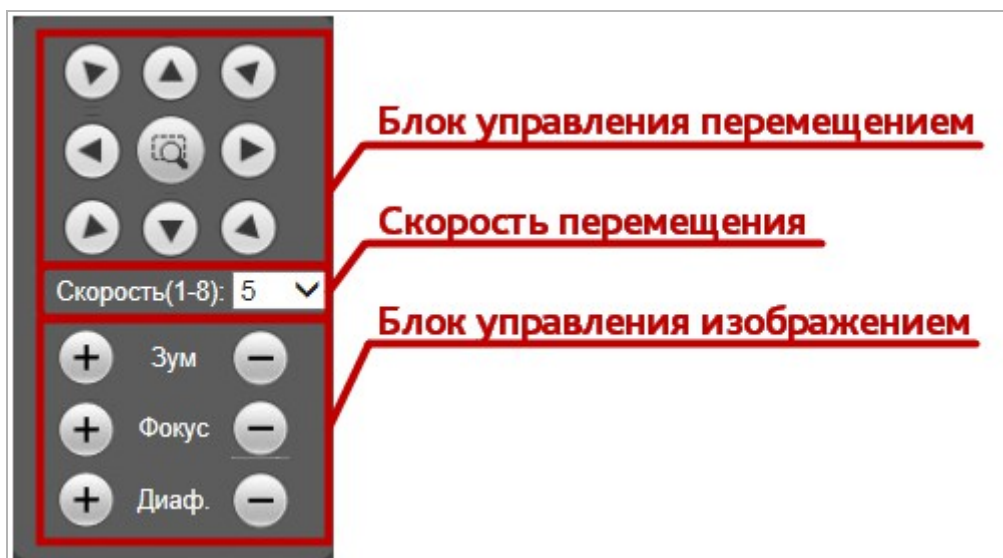 Блок управления перемещением
Скорость перемещения
Скорость(1-8): 5
Блок управления изображением
+ Зум −
+ Фокус −
+ Диаф. −